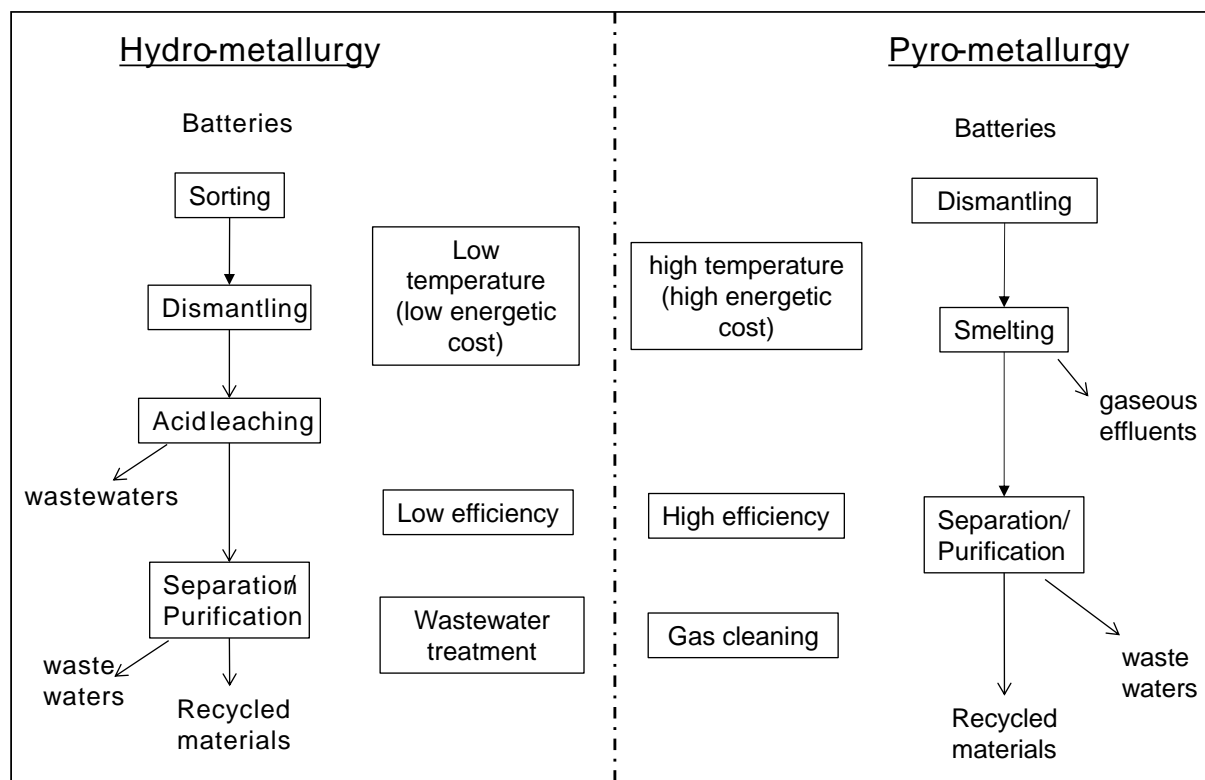 Hydro-metallurgy
Batteries
Sorting
Dismantling
Acid leaching
wastewaters
Separation/
Purification
waste
waters
Recycled
materials
Low
temperature
(low energetic
cost)
Low efficiency
Wastewater
treatment
Pyro-metallurgy
Batteries
Dismantling
high temperature
(high energetic
cost)
Smelting
gaseous
effluents
High efficiency
Separation/
Purification
Gas cleaning
waste
waters
Recycled
materials